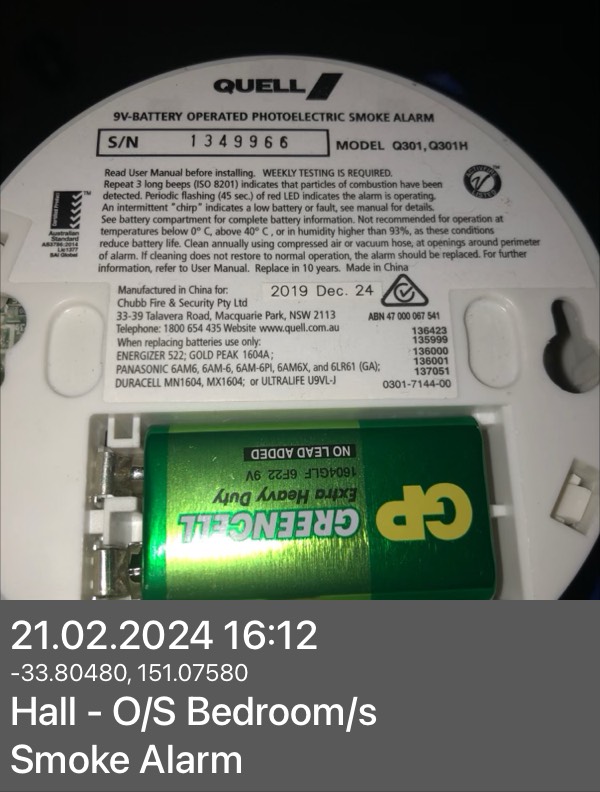 QUELL
9V-BATTERY OPERATED PHOTOELECTRIC SMOKE ALARM
S/N 1349966 MODEL Q301,Q301H
Read User Manual before installing. WEEKLY TESTING IS REQUIRED.
Repeat 3 long beeps (ISO 8201) indicates that particles of combustion have been
detected. Periodic flashing (45 sec.) of red LED indicates the alarm is operating.
An intermittent "chirp" indicates a low battery or fault, see manual for details.
See battery compartment for complete battery information. Not recommended for operation at
temperatures below 0° C, above 40° C, or in humidity higher than 93%, as these conditions
reduce battery life. Clean annually using compressed air or vacuum hose, at openings around perimeter
of alarm. If cleaning does not restore to normal operation, the alarm should be replaced. For further
information, refer to User Manual. Replace in 10 years. Made in China
TM
Australian
Standard
AS3786-2014
SAI Global
Manufactured in China for: 2019 Dec. 24
Chubb Fire & Security Pty Ltd
33-39 Talavera Road, Macquarie Park, NSW 2113
ABN 47 000 067 541
Telephone: 1800 654 435 Website www.quell.com.au
When replacing batteries use only:
ENERGIZER 522; GOLD PEAK 1604A;
PANASONIC 6AM6, 6AM-6, 6AM-6PI, 6AM6X, and 6LR61 (GA);
DURACELL MN1604, MX1604; or ULTRALIFE U9VL-J
136423
135999
136000
136001
137051
0301-7144-00
GP
GREENCELL
Extra Heavy Duty
1604GLF 6F22 9V
NO LEAD ADDED
21.02.2024 16:12
-33.80480, 151.07580
Hall - O/S Bedroom/s
Smoke Alarm